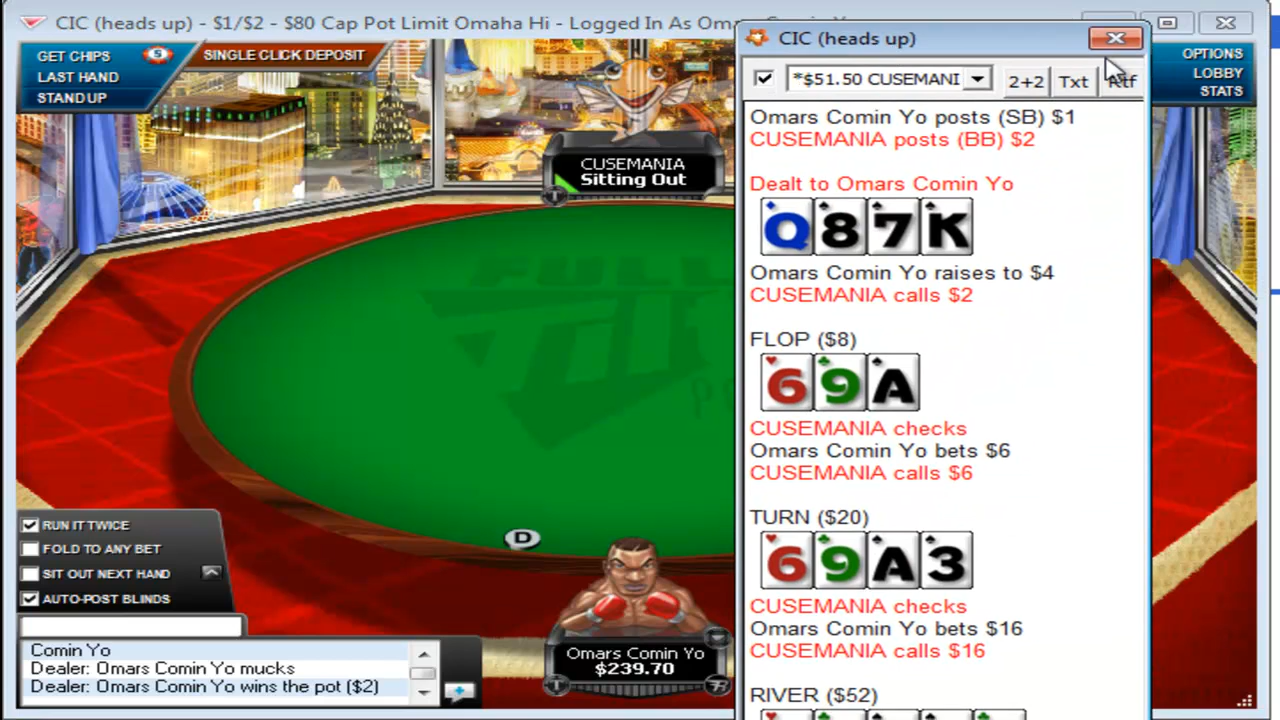 CIC (heads up) - $1/$2 - $80 Cap Pot Limit Omaha Hi - Logged In As Omar
GET CHIPS 5
LAST HAND
STAND UP
SINGLE CLICK DEPOSIT
OPTIONS
LOBBY
STATS
CUSEMANIA
Sitting Out
FULL
D
RUN IT TWICE
FOLD TO ANY BET
SIT OUT NEXT HAND
AUTO-POST BLINDS
Comin Yo
Dealer: Omars Comin Yo mucks
Dealer: Omars Comin Yo wins the pot ($2)
Omars Comin Yo
$239.70
CIC (heads up)
*$51.50 CUSEMANI 2+2 Txt Rtf
Omars Comin Yo posts (SB) $1
CUSEMANIA posts (BB) $2
Dealt to Omars Comin Yo
Q 8 7 K
Omars Comin Yo raises to $4
CUSEMANIA calls $2
FLOP ($8)
6 9 A
CUSEMANIA checks
Omars Comin Yo bets $6
CUSEMANIA calls $6
TURN ($20)
6 9 A 3
CUSEMANIA checks
Omars Comin Yo bets $16
CUSEMANIA calls $16
RIVER ($52)